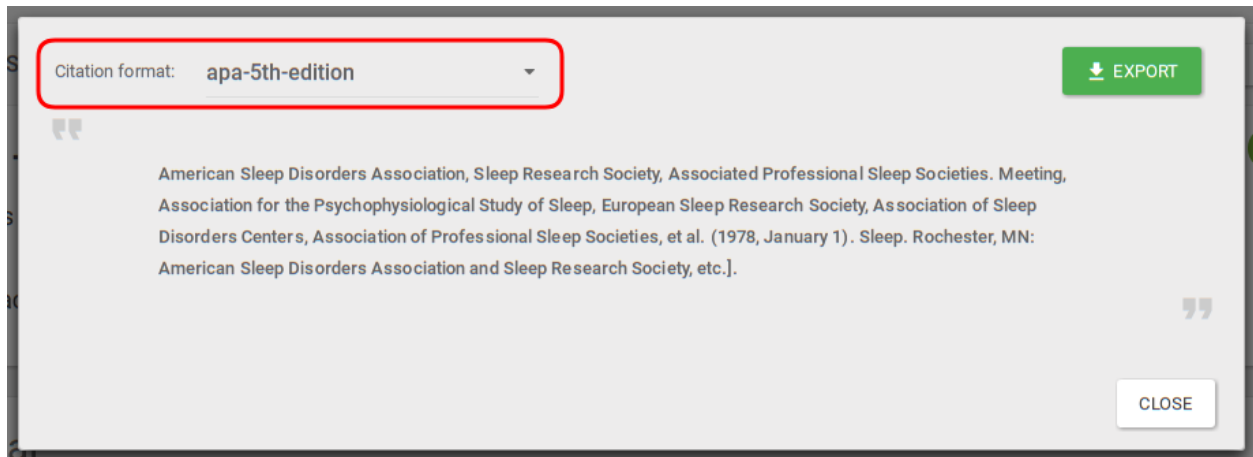 Citation format: apa-5th-edition
EXPORT
American Sleep Disorders Association, Sleep Research Society, Associated Professional Sleep Societies. Meeting,
Association for the Psychophysiological Study of Sleep, European Sleep Research Society, Association of Sleep
Disorders Centers, Association of Professional Sleep Societies, et al. (1978, January 1). Sleep. Rochester, MN:
American Sleep Disorders Association and Sleep Research Society, etc.].
CLOSE